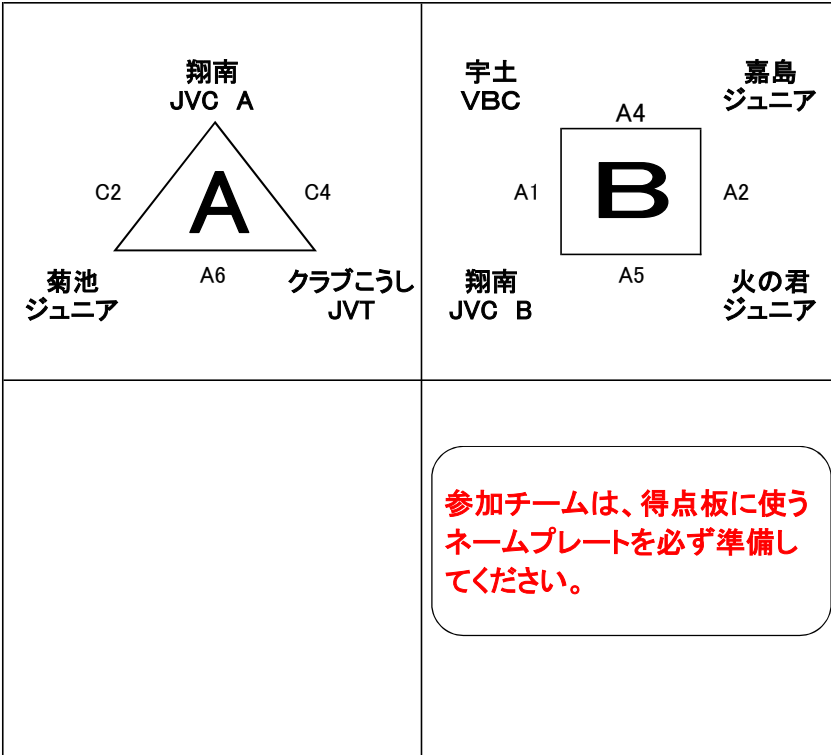 翔南
JVC A
C2
A
C4
菊池
ジュニア
A6
クラブこうし
JVT
宇土
VBC
嘉島
ジュニア
A4
A1
B
A2
翔南
JVC B
A5
火の君
ジュニア
参加チームは、得点板に使う
ネームプレートを必ず準備し
てください。